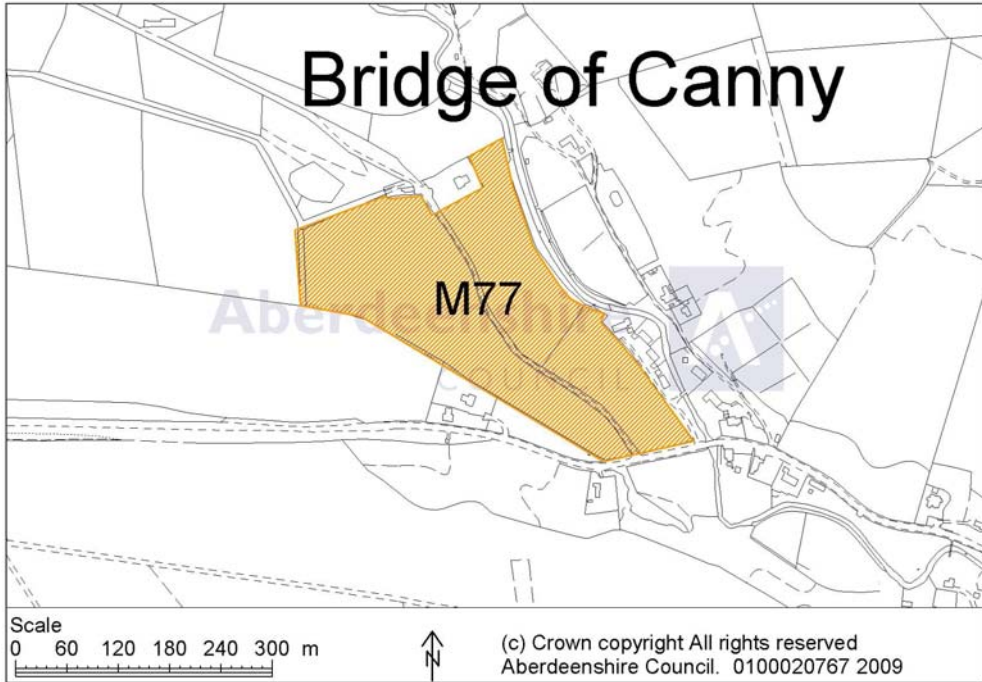 Bridge of Canny
M77
Aberdeenshire
COUNCIL
Scale
0 60 120 180 240 300 m
N
(c) Crown copyright All rights reserved
Aberdeenshire Council. 0100020767 2009